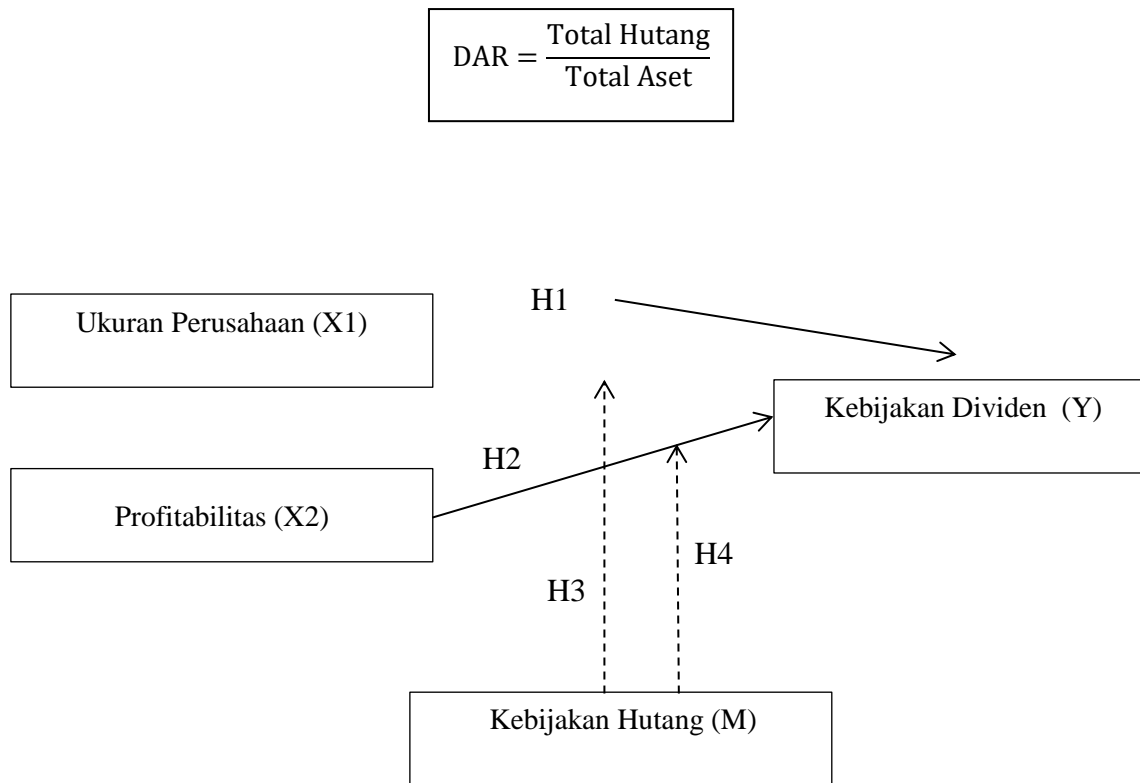 DAR = Total Hutang / Total Aset
H1
Ukuran Perusahaan (X1)
Kebijakan Dividen (Y)
H2
Profitabilitas (X2)
H4
H3
Kebijakan Hutang (M)